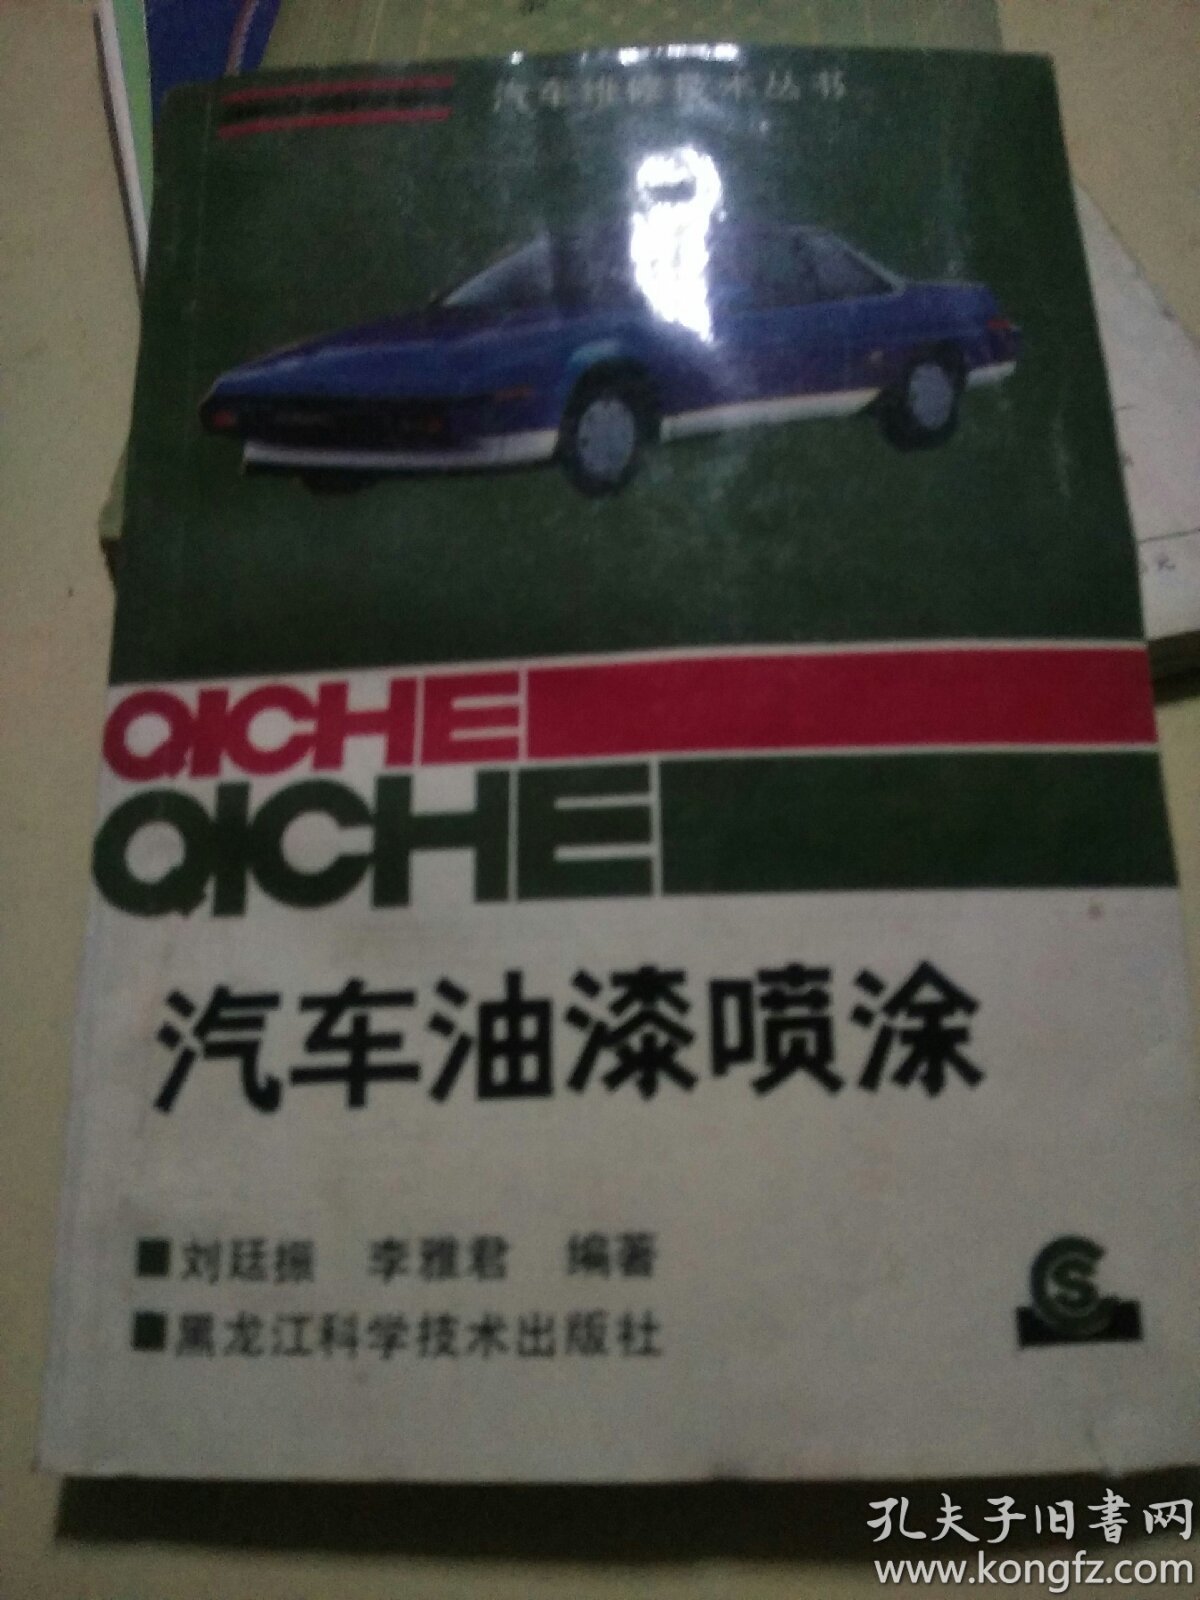 汽车维修技术丛书
QICHE
QICHE
汽车油漆喷涂
刘廷振 李雅君 编著
黑龙江科学技术出版社
孔夫子旧书网
www.kongfz.com